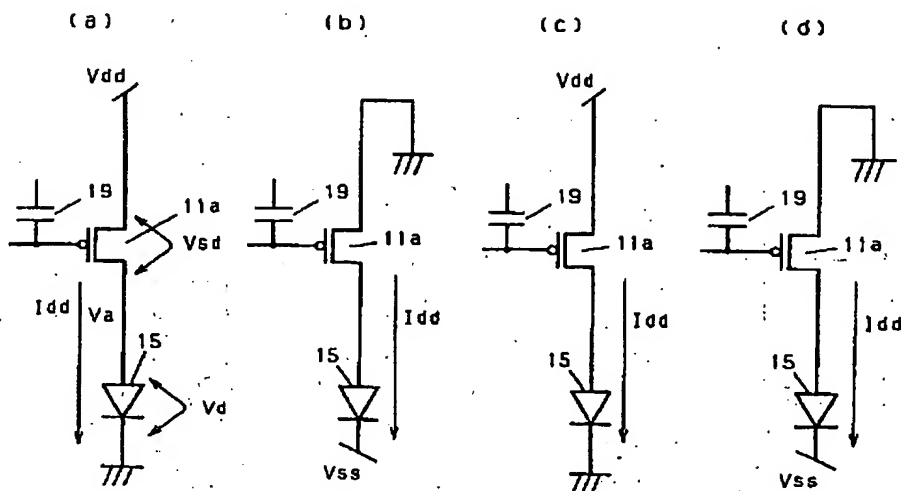 (a) (b) (c) (d)
Vdd Vdd
19 11a Vsd 19 11a 19 11a 19 11a
Idd Va Idd Idd Idd
15 Vd 15 15 15
Vss Vss